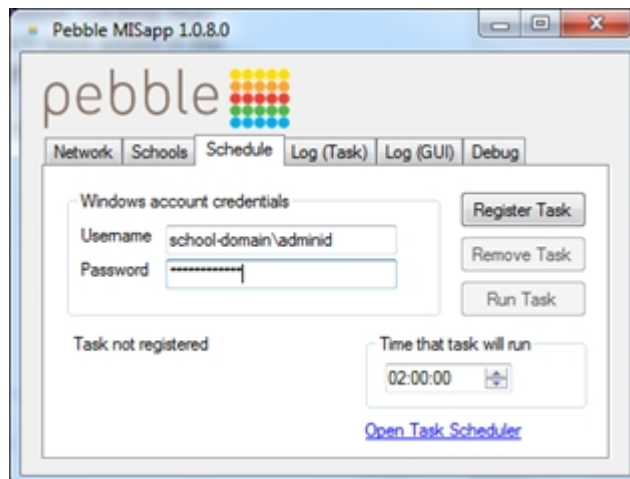 Pebble MISapp 1.0.8.0
pebble
Network Schools Schedule Log (Task) Log (GUI) Debug
Windows account credentials
Username school-domain\adminid
Password •••••••••••••
Register Task
Remove Task
Run Task
Task not registered
Time that task will run
02:00:00
Open Task Scheduler